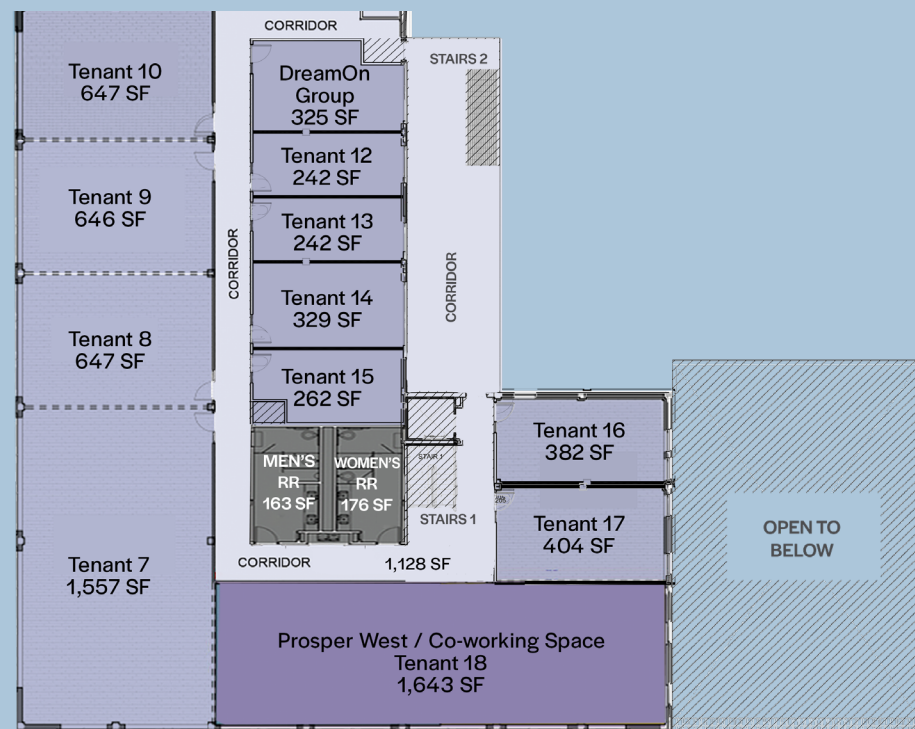 CORRIDOR
STAIRS 2
Tenant 10
647 SF
DreamOn
Group
325 SF
Tenant 12
242 SF
Tenant 9
646 SF
Tenant 13
242 SF
CORRIDOR
CORRIDOR
Tenant 14
329 SF
Tenant 8
647 SF
Tenant 15
262 SF
Tenant 16
382 SF
MEN'S
RR
163 SF
WOMEN'S
RR
176 SF
STAIR 1
STAIRS 1
Tenant 17
404 SF
OPEN TO
BELOW
CORRIDOR
1,128 SF
Tenant 7
1,557 SF
Prosper West / Co-working Space
Tenant 18
1,643 SF